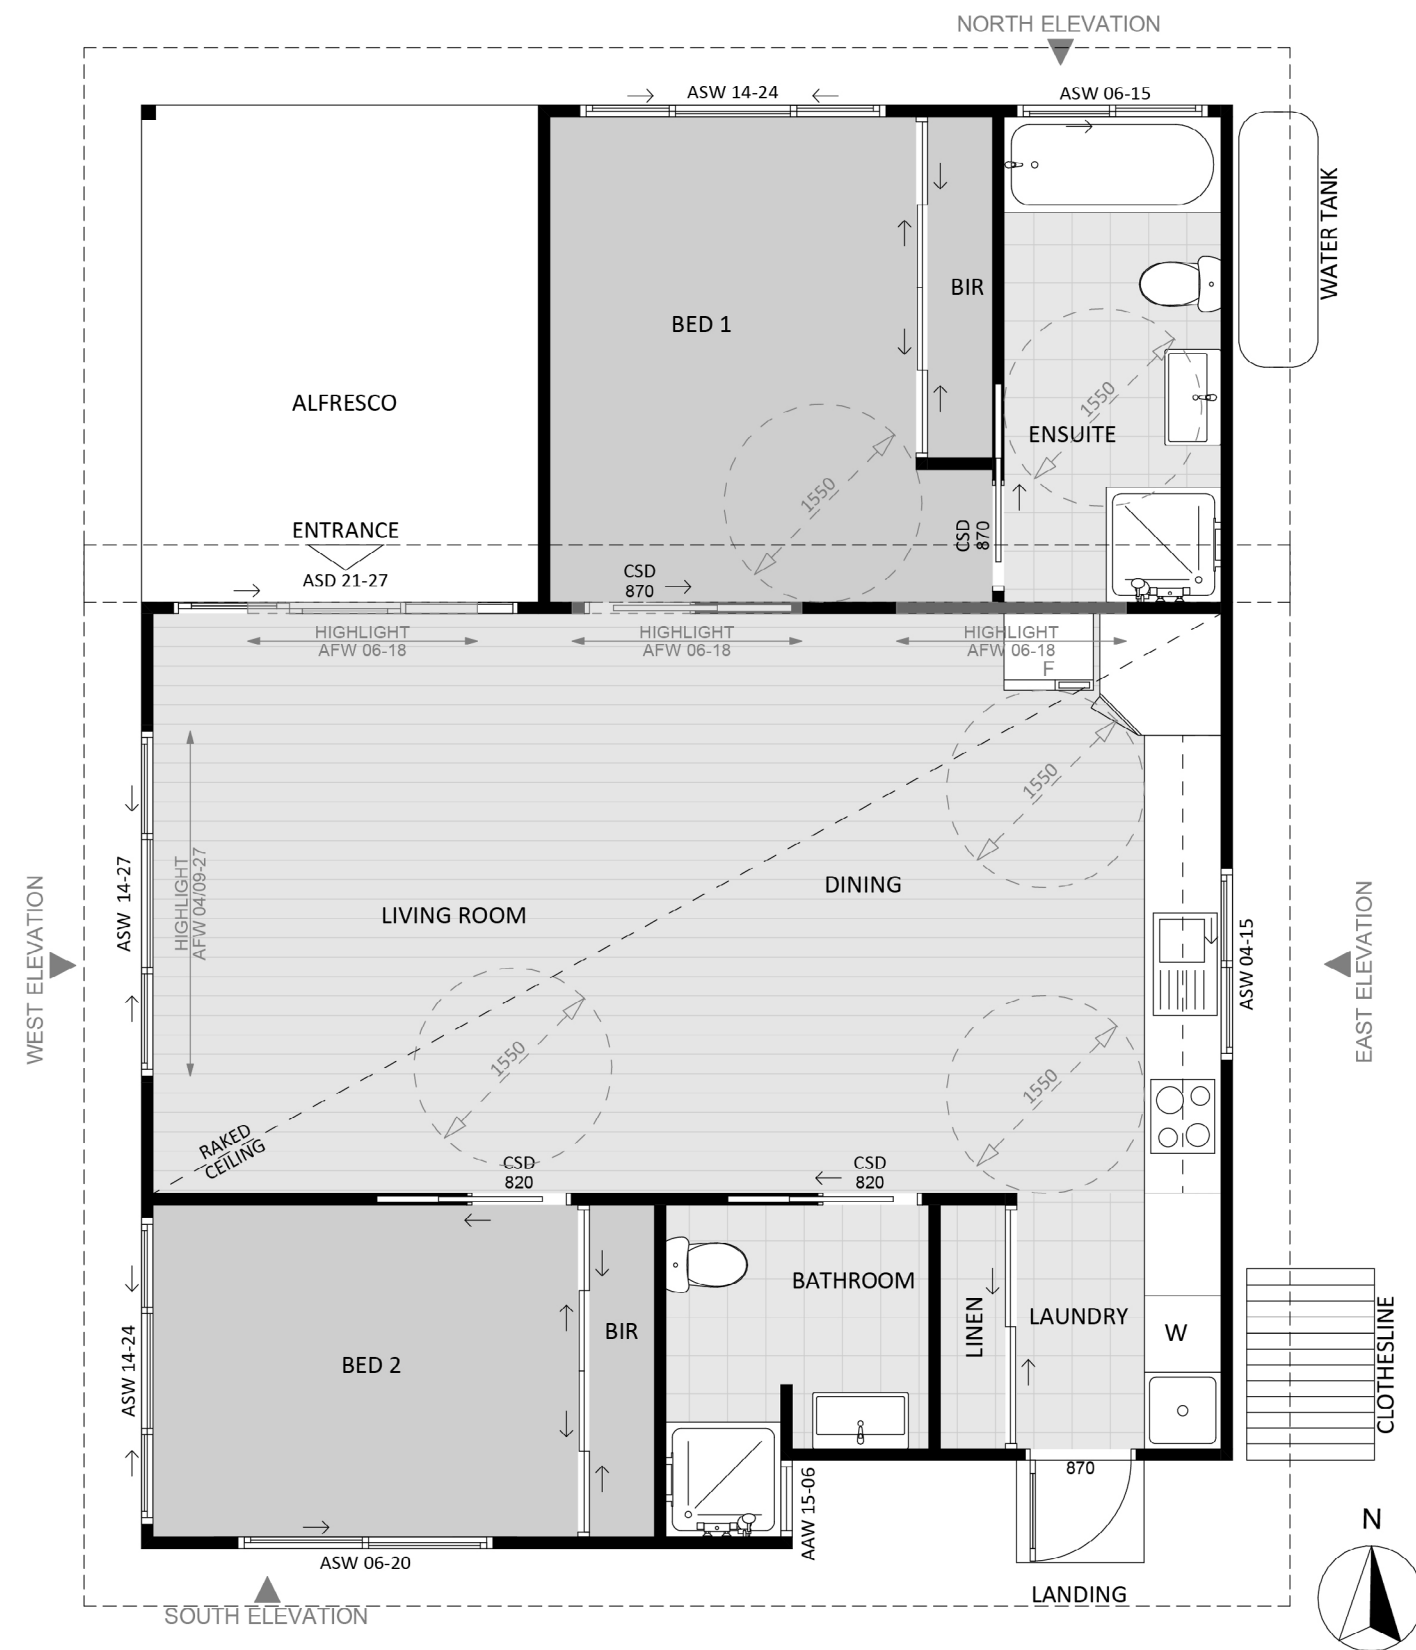 NORTH ELEVATION
ASW 14-24
ASW 06-15
WATER TANK
BIR
BED 1
ALFRESCO
1550
ENSUITE
1550
ENTRANCE
ASD 21-27
CSD
870
CSD
870
HIGHLIGHT
AFW 06-18
HIGHLIGHT
AFW 06-18
HIGHLIGHT
AFW 06-18
F
1550
ASW 14-27
HIGHLIGHT
AFW 04/09-27
DINING
LIVING ROOM
WEST ELEVATION
ASW 04-15
EAST ELEVATION
1550
1550
RAKED
CEILING
CSD
820
CSD
820
BATHROOM
LINEN
LAUNDRY
BIR
W
BED 2
ASW 14-24
CLOTHESLINE
870
AAW 15-06
N
ASW 06-20
LANDING
SOUTH ELEVATION